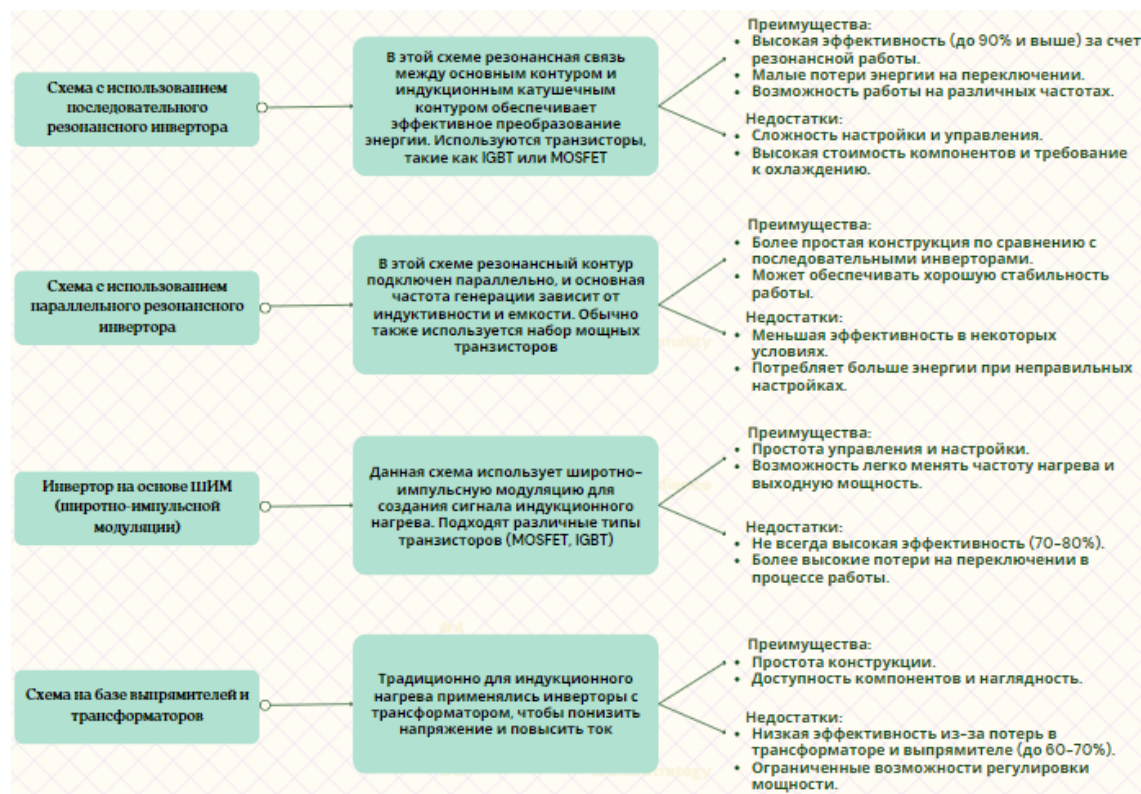 Схема с использованием
последовательного
резонансного инвертора
В этой схеме резонансная связь
между основным контуром и
индукционным катушечным
контуром обеспечивает
эффективное преобразование
энергии. Используются транзисторы,
такие как IGBT или MOSFET
Преимущества:
• Высокая эффективность (до 90% и выше) за счет
резонансной работы.
• Малые потери энергии на переключении.
• Возможность работы на различных частотах.
Недостатки:
• Сложность настройки и управления.
• Высокая стоимость компонентов и требование
к охлаждению.
Схема с использованием
параллельного резонансного
инвертора
В этой схеме резонансный контур
подключен параллельно, и основная
частота генерации зависит от
индуктивности и емкости. Обычно
также используется набор мощных
транзисторов
Преимущества:
• Более простая конструкция по сравнению с
последовательными инверторами.
• Может обеспечивать хорошую стабильность
работы.
Недостатки:
• Меньшая эффективность в некоторых
условиях.
• Потребляет больше энергии при неправильных
настройках.
Инвертор на основе ШИМ
(широтно-импульсной
модуляции)
Данная схема использует широтно-
импульсную модуляцию для
создания сигнала индукционного
нагрева. Подходят различные типы
транзисторов (MOSFET, IGBT)
Преимущества:
• Простота управления и настройки.
• Возможность легко менять частоту нагрева и
выходную мощность.
Недостатки:
• Не всегда высокая эффективность (70-80%).
• Более высокие потери на переключении в
процессе работы.
Схема на базе выпрямителей и
трансформаторов
Традиционно для индукционного
нагрева применялись инверторы с
трансформатором, чтобы понизить
напряжение и повысить ток
Преимущества:
• Простота конструкции.
• Доступность компонентов и наглядность.
Недостатки:
• Низкая эффективность из-за потерь в
трансформаторе и выпрямителе (до 60-70%).
• Ограниченные возможности регулировки
мощности.